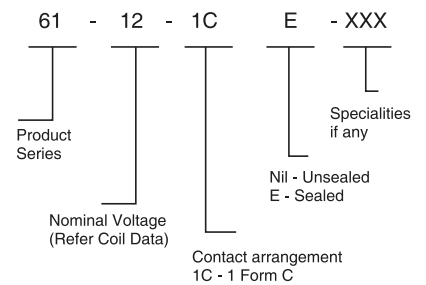 61 - 12 - 1C E - XXX
Specialities
if any
Product
Series
Nil - Unsealed
E - Sealed
Nominal Voltage
(Refer Coil Data)
Contact arrangement
1C - 1 Form C